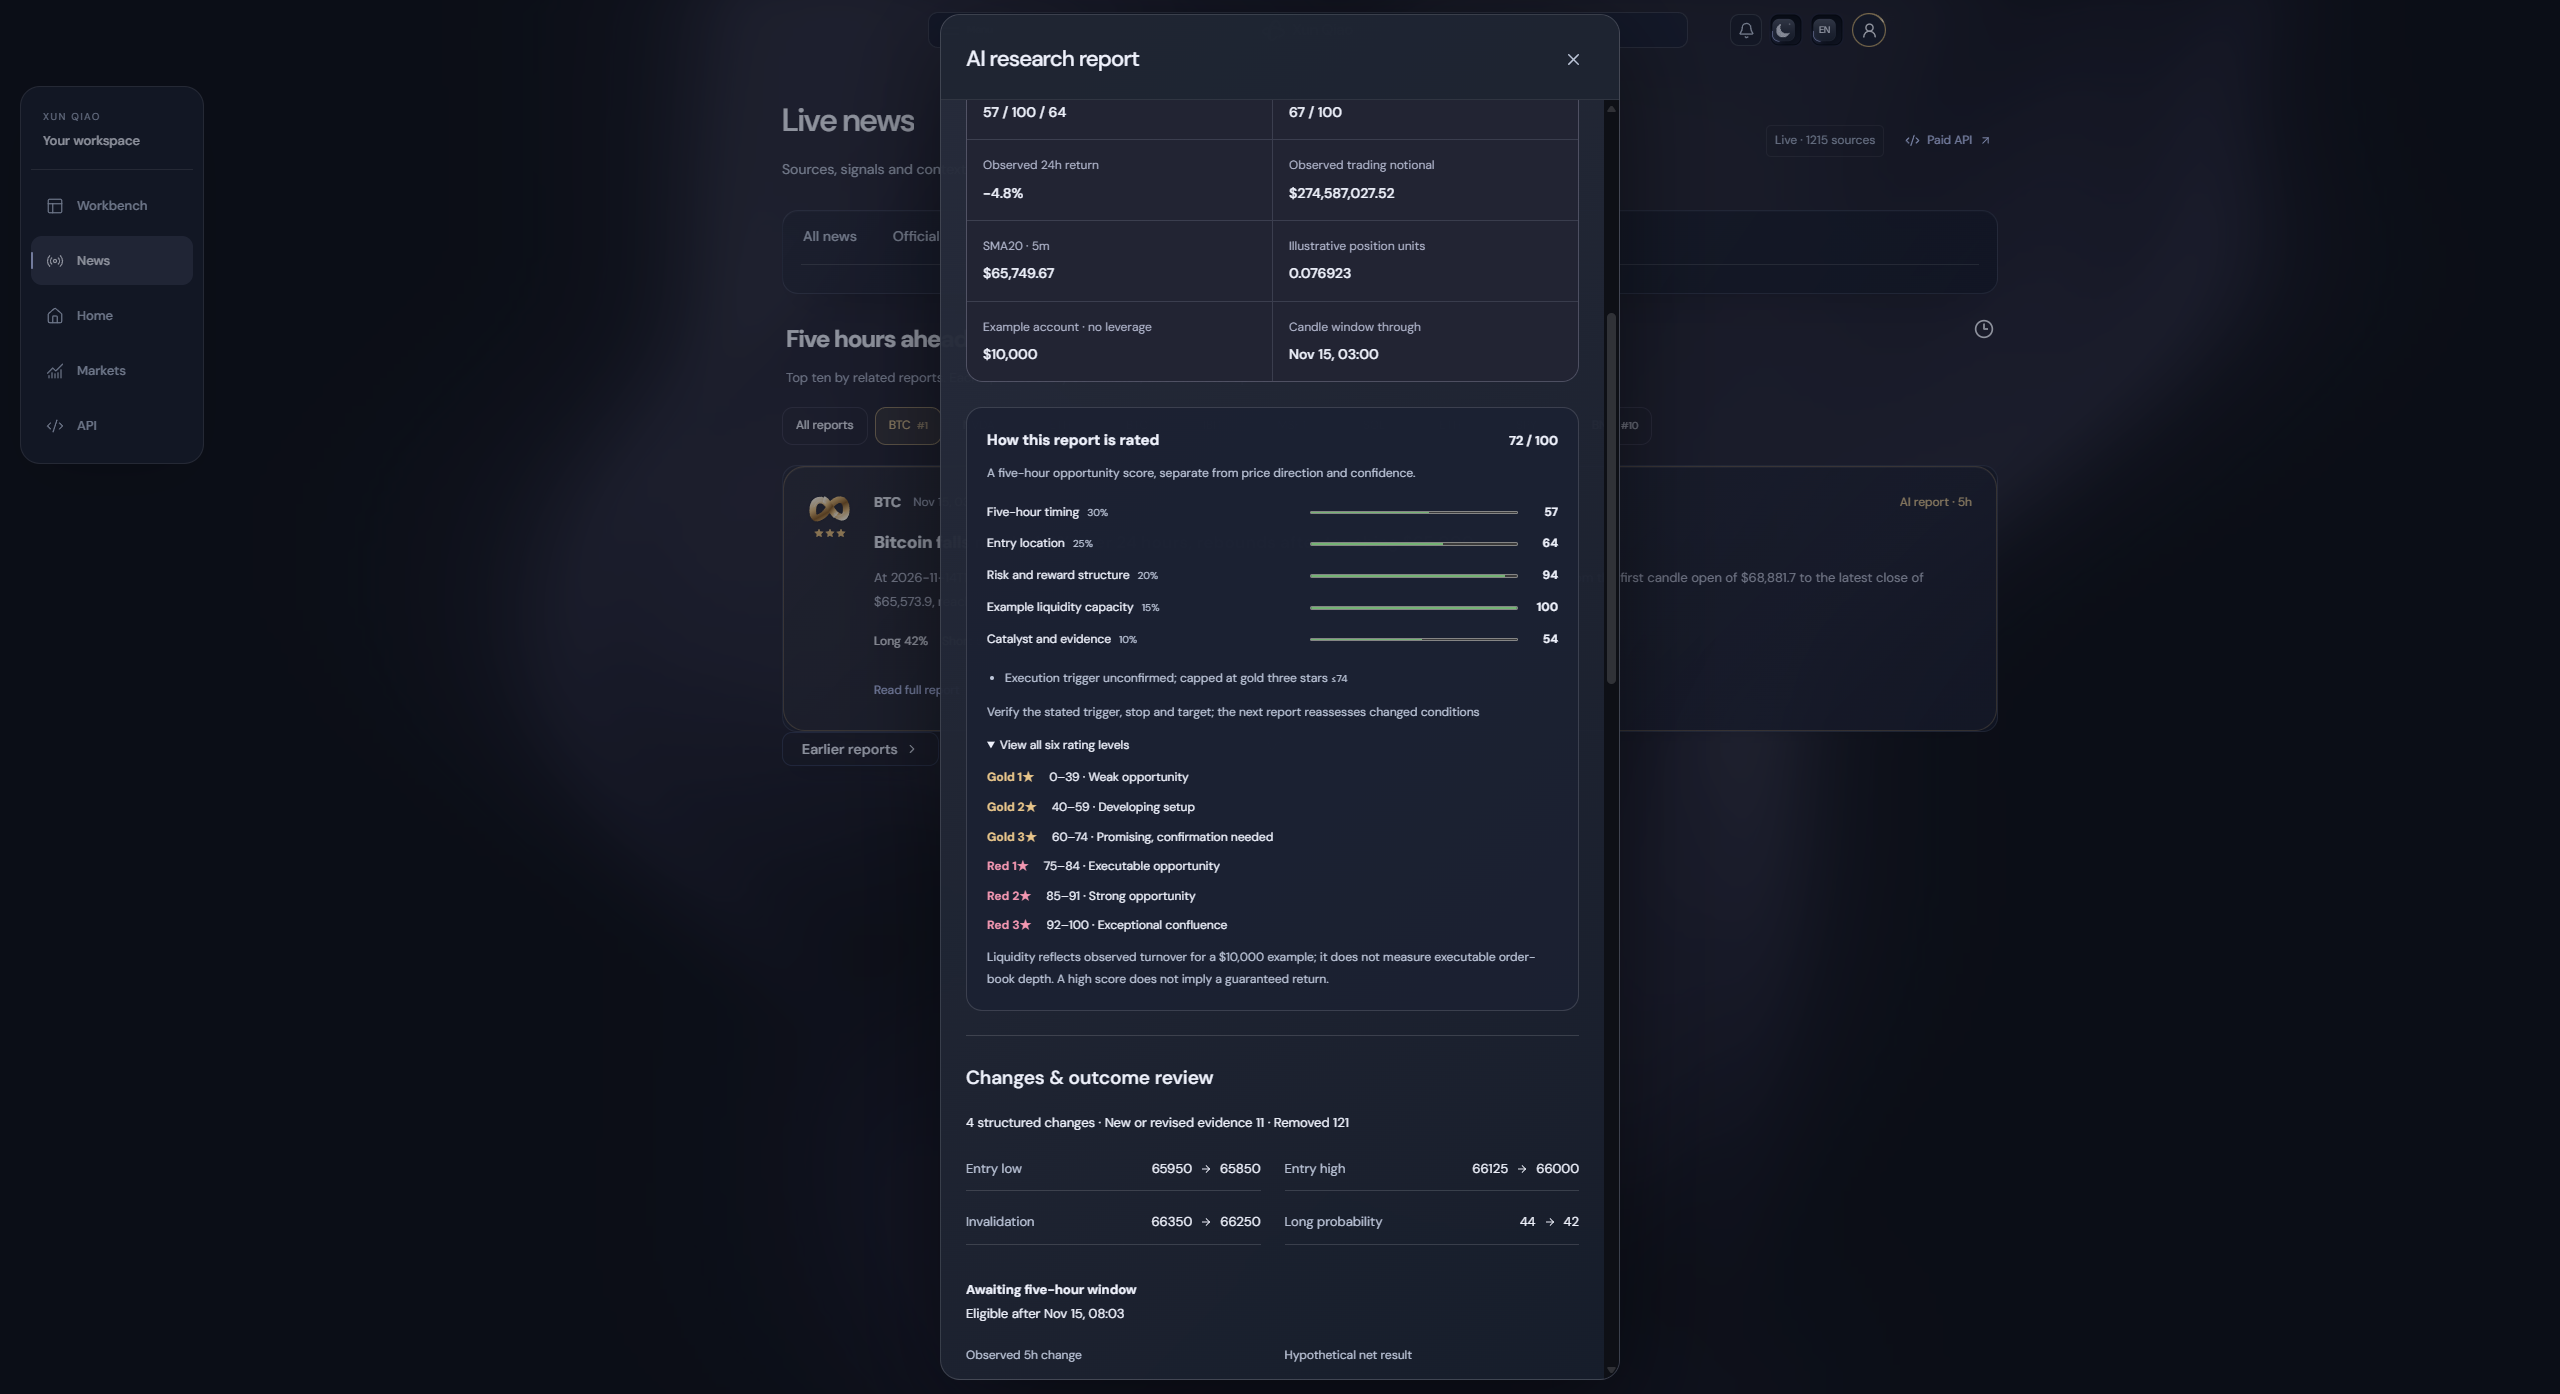 EN
XUN QIAO
Your workspace
Workbench
News
Home
Markets
API
Live news
Live · 1215 sources
Paid API
Sources, signals and con
All news
Official
Five hours ahead
Top ten by related reports
All reports
BTC #1
#10
BTC
Nov 1
AI report · 5h
Bitcoin f
At 2026-11-
first candle open of $68,881.7 to the latest close of
$65,573.9,
Long 42%
Read full rep
Earlier reports
AI research report
57 / 100 / 64
67 / 100
Observed 24h return
−4.8%
Observed trading notional
$274,587,027.52
SMA20 · 5m
$65,749.67
Illustrative position units
0.076923
Example account · no leverage
$10,000
Candle window through
Nov 15, 03:00
How this report is rated
72 / 100
A five-hour opportunity score, separate from price direction and confidence.
Five-hour timing 30% 57
Entry location 25% 64
Risk and reward structure 20% 94
Example liquidity capacity 15% 100
Catalyst and evidence 10% 54
• Execution trigger unconfirmed; capped at gold three stars ≤74
Verify the stated trigger, stop and target; the next report reassesses changed conditions
▼ View all six rating levels
Gold 1★ 0–39 · Weak opportunity
Gold 2★ 40–59 · Developing setup
Gold 3★ 60–74 · Promising, confirmation needed
Red 1★ 75–84 · Executable opportunity
Red 2★ 85–91 · Strong opportunity
Red 3★ 92–100 · Exceptional confluence
Liquidity reflects observed turnover for a $10,000 example; it does not measure executable order-
book depth. A high score does not imply a guaranteed return.
Changes & outcome review
4 structured changes · New or revised evidence 11 · Removed 121
Entry low 65950 → 65850
Entry high 66125 → 66000
Invalidation 66350 → 66250
Long probability 44 → 42
Awaiting five-hour window
Eligible after Nov 15, 08:03
Observed 5h change
Hypothetical net result